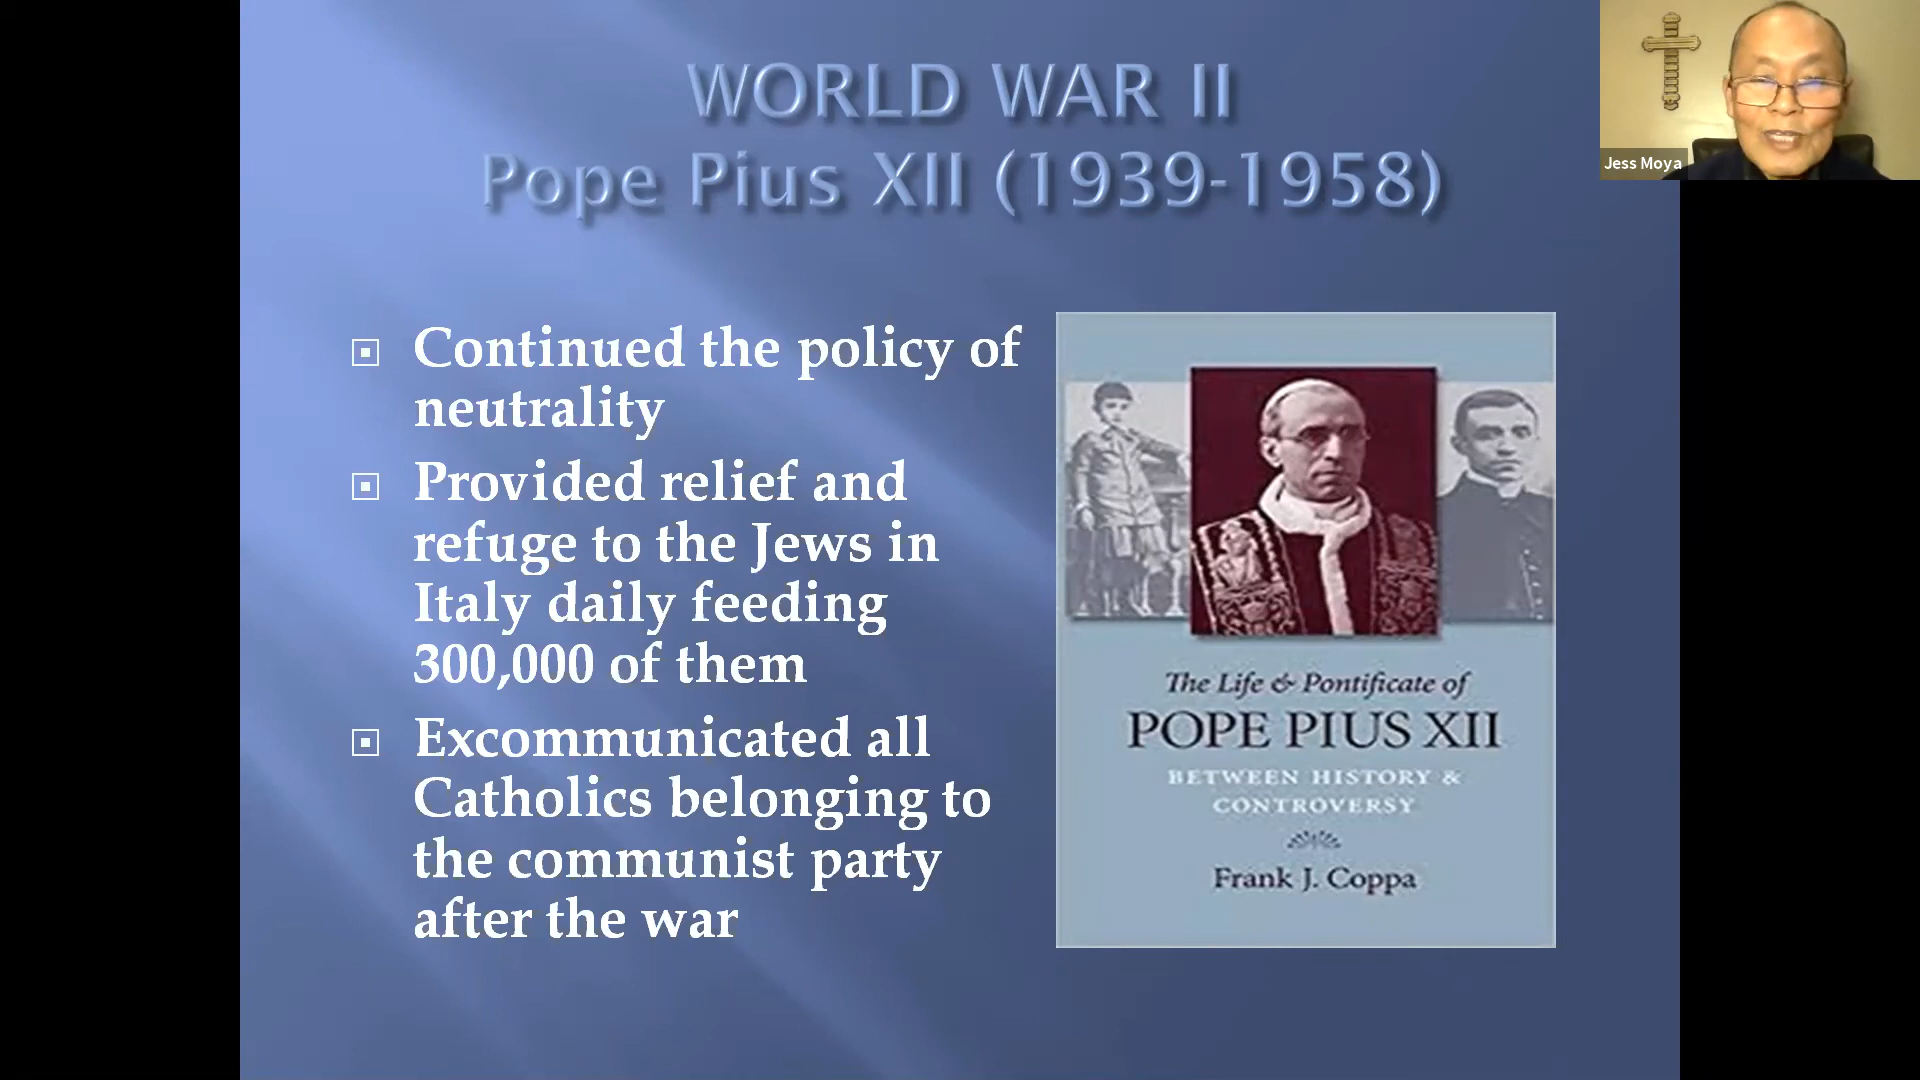 WORLD WAR II
Pope Pius XII (1939-1958)
Jess Moya
Continued the policy of
neutrality
Provided relief and
refuge to the Jews in
Italy daily feeding
300,000 of them
Excommunicated all
Catholics belonging to
the communist party
after the war
The Life & Pontificate of
POPE PIUS XII
BETWEEN HISTORY &
CONTROVERSY
Frank J. Coppa